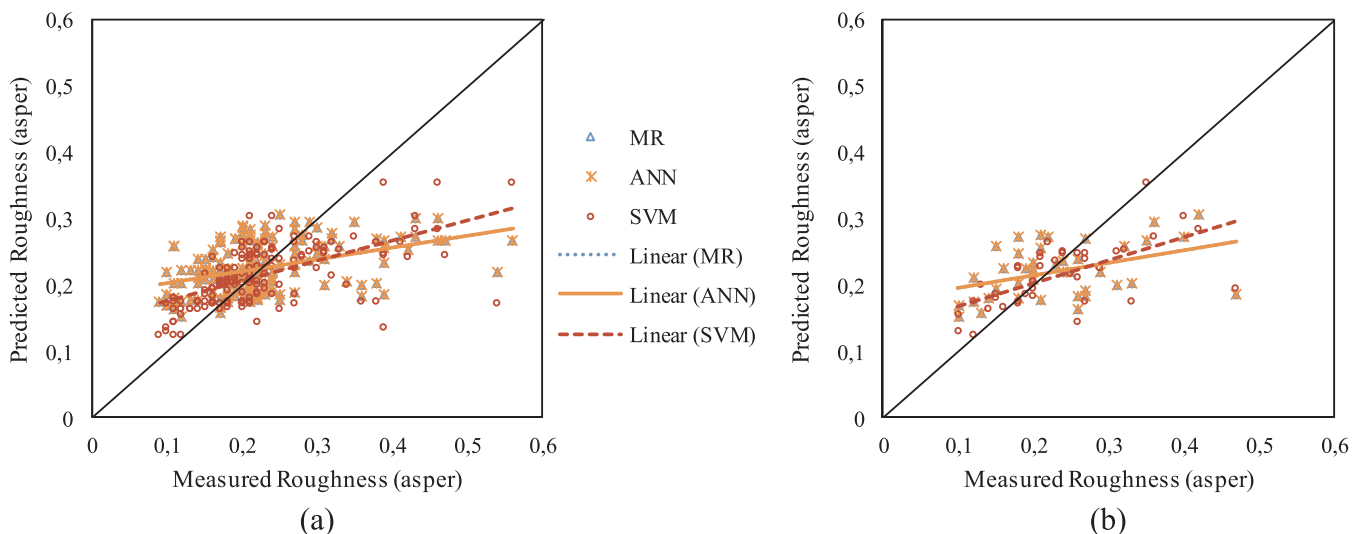 0,6
0,5
0,4
0,3
0,2
0,1
0
0 0,1 0,2 0,3 0,4 0,5 0,6
Predicted Roughness (asper)
Measured Roughness (asper)
(a)
MR
ANN
SVM
Linear (MR)
Linear (ANN)
Linear (SVM)
0,6
0,5
0,4
0,3
0,2
0,1
0
0 0,1 0,2 0,3 0,4 0,5 0,6
Predicted Roughness (asper)
Measured Roughness (asper)
(b)